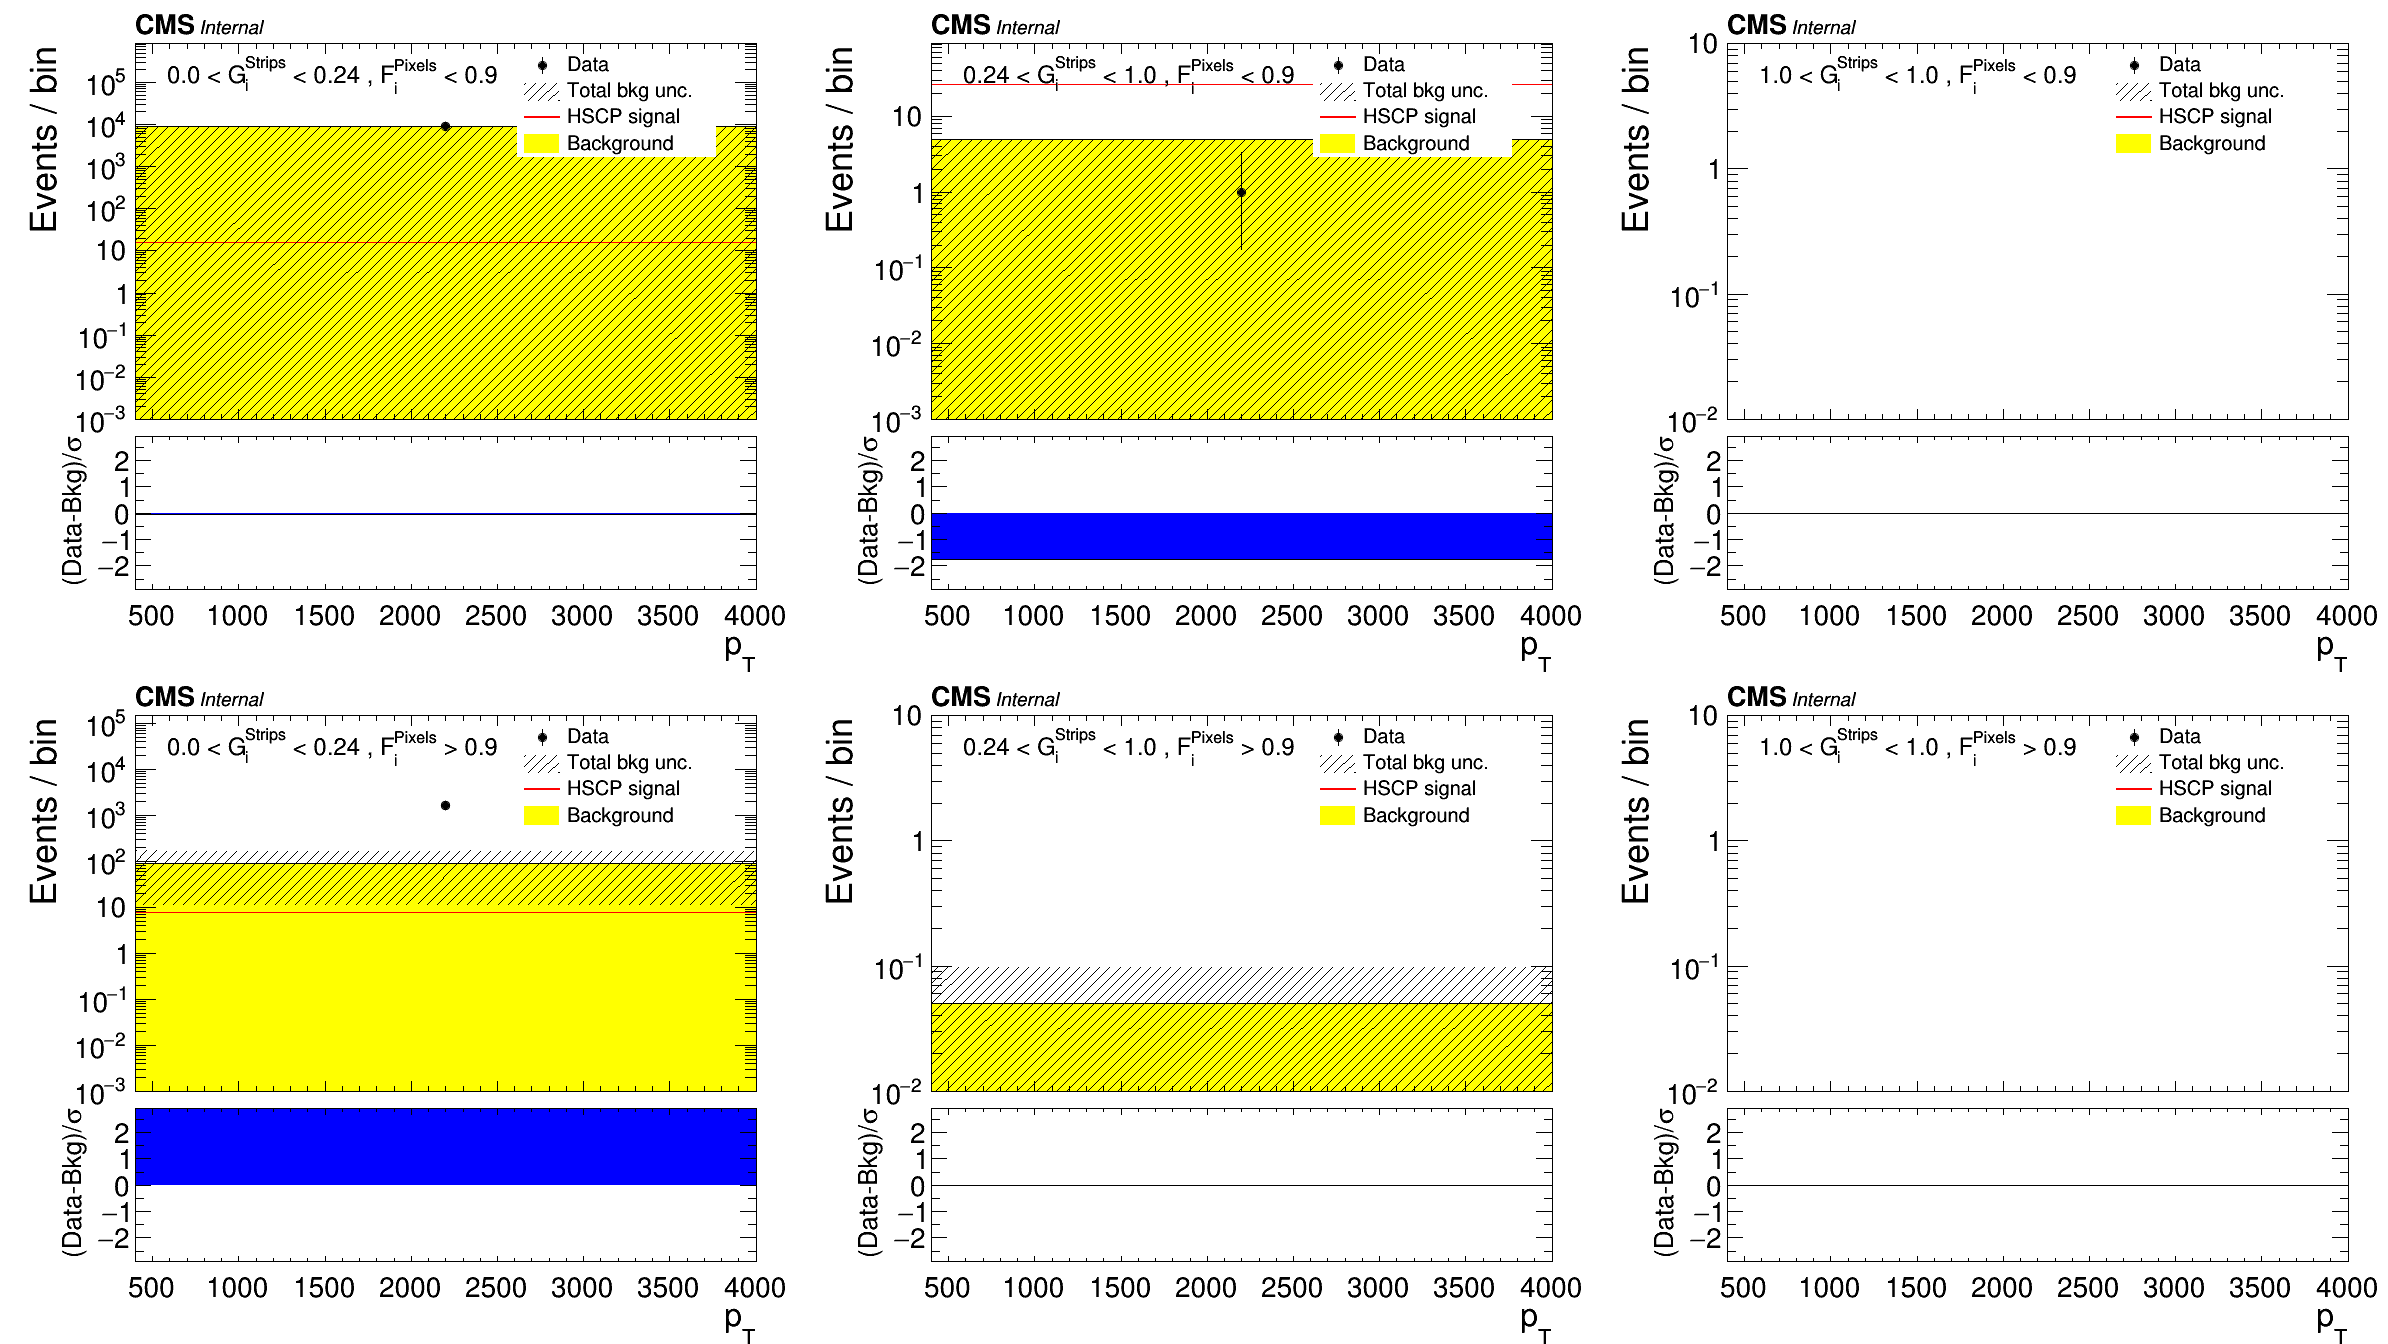 CMS Internal
Events / bin
0.0 < G_i^Strips < 0.24 , F_i^Pixels < 0.9
Data
Total bkg unc.
HSCP signal
Background
10^5
10^4
10^3
10^2
10
1
10^−1
10^−2
10^−3
(Data-Bkg)/σ
2
1
0
−1
−2
500 1000 1500 2000 2500 3000 3500 4000
p_T
CMS Internal
Events / bin
0.24 < G_i^Strips < 1.0 , F_i^Pixels < 0.9
Data
Total bkg unc.
HSCP signal
Background
10
1
10^−1
10^−2
10^−3
(Data-Bkg)/σ
2
1
0
−1
−2
500 1000 1500 2000 2500 3000 3500 4000
p_T
CMS Internal
Events / bin
1.0 < G_i^Strips < 1.0 , F_i^Pixels < 0.9
Data
Total bkg unc.
HSCP signal
Background
10
1
10^−1
10^−2
(Data-Bkg)/σ
2
1
0
−1
−2
500 1000 1500 2000 2500 3000 3500 4000
p_T
CMS Internal
Events / bin
0.0 < G_i^Strips < 0.24 , F_i^Pixels > 0.9
Data
Total bkg unc.
HSCP signal
Background
10^5
10^4
10^3
10^2
10
1
10^−1
10^−2
10^−3
(Data-Bkg)/σ
2
1
0
−1
−2
500 1000 1500 2000 2500 3000 3500 4000
p_T
CMS Internal
Events / bin
0.24 < G_i^Strips < 1.0 , F_i^Pixels > 0.9
Data
Total bkg unc.
HSCP signal
Background
10
1
10^−1
10^−2
(Data-Bkg)/σ
2
1
0
−1
−2
500 1000 1500 2000 2500 3000 3500 4000
p_T
CMS Internal
Events / bin
1.0 < G_i^Strips < 1.0 , F_i^Pixels > 0.9
Data
Total bkg unc.
HSCP signal
Background
10
1
10^−1
10^−2
(Data-Bkg)/σ
2
1
0
−1
−2
500 1000 1500 2000 2500 3000 3500 4000
p_T